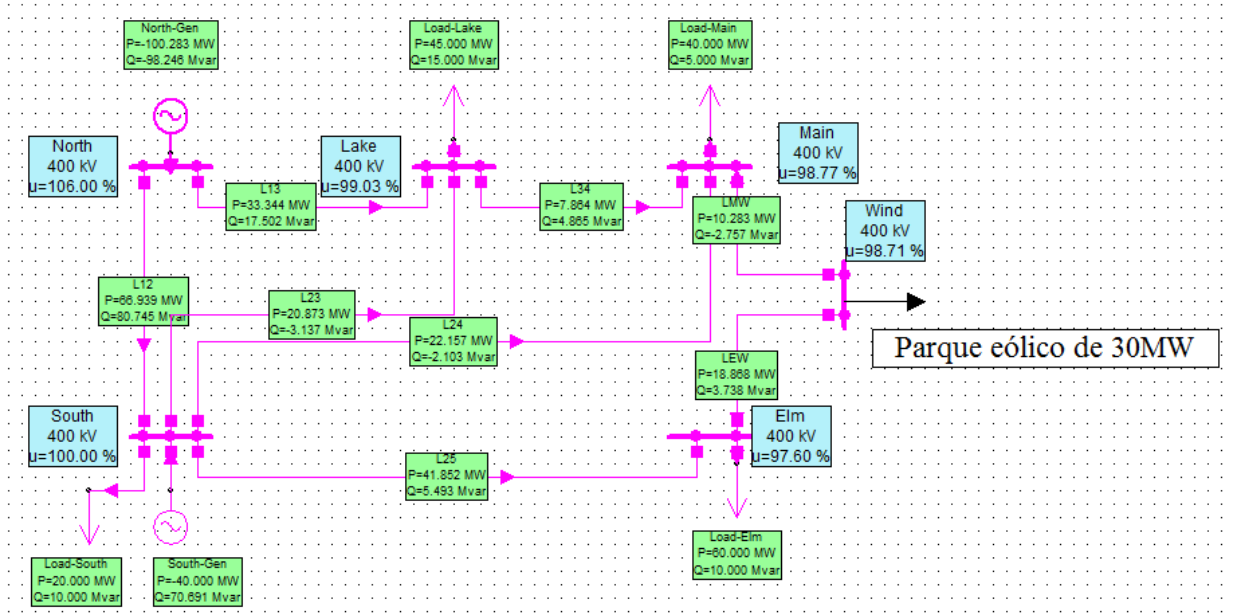 North-Gen
P=-100.283 MW
Q=-98.246 Mvar
Load-Lake
P=45.000 MW
Q=15.000 Mvar
Load-Main
P=40.000 MW
Q=5.000 Mvar
North
400 kV
u=106.00 %
Lake
400 kV
u=99.03 %
Main
400 kV
u=98.77 %
L13
P=33.344 MW
Q=17.502 Mvar
L34
P=7.864 MW
Q=4.865 Mvar
LMW
P=10.283 MW
Q=-2.757 Mvar
Wind
400 kV
u=98.71 %
L12
P=66.939 MW
Q=80.745 Mvar
L23
P=20.873 MW
Q=-3.137 Mvar
L24
P=22.157 MW
Q=-2.103 Mvar
Parque eólico de 30MW
LEW
P=18.868 MW
Q=3.738 Mvar
South
400 kV
u=100.00 %
Elm
400 kV
u=97.60 %
L25
P=41.852 MW
Q=5.493 Mvar
Load-South
P=20.000 MW
Q=10.000 Mvar
South-Gen
P=-40.000 MW
Q=70.691 Mvar
Load-Elm
P=60.000 MW
Q=10.000 Mvar